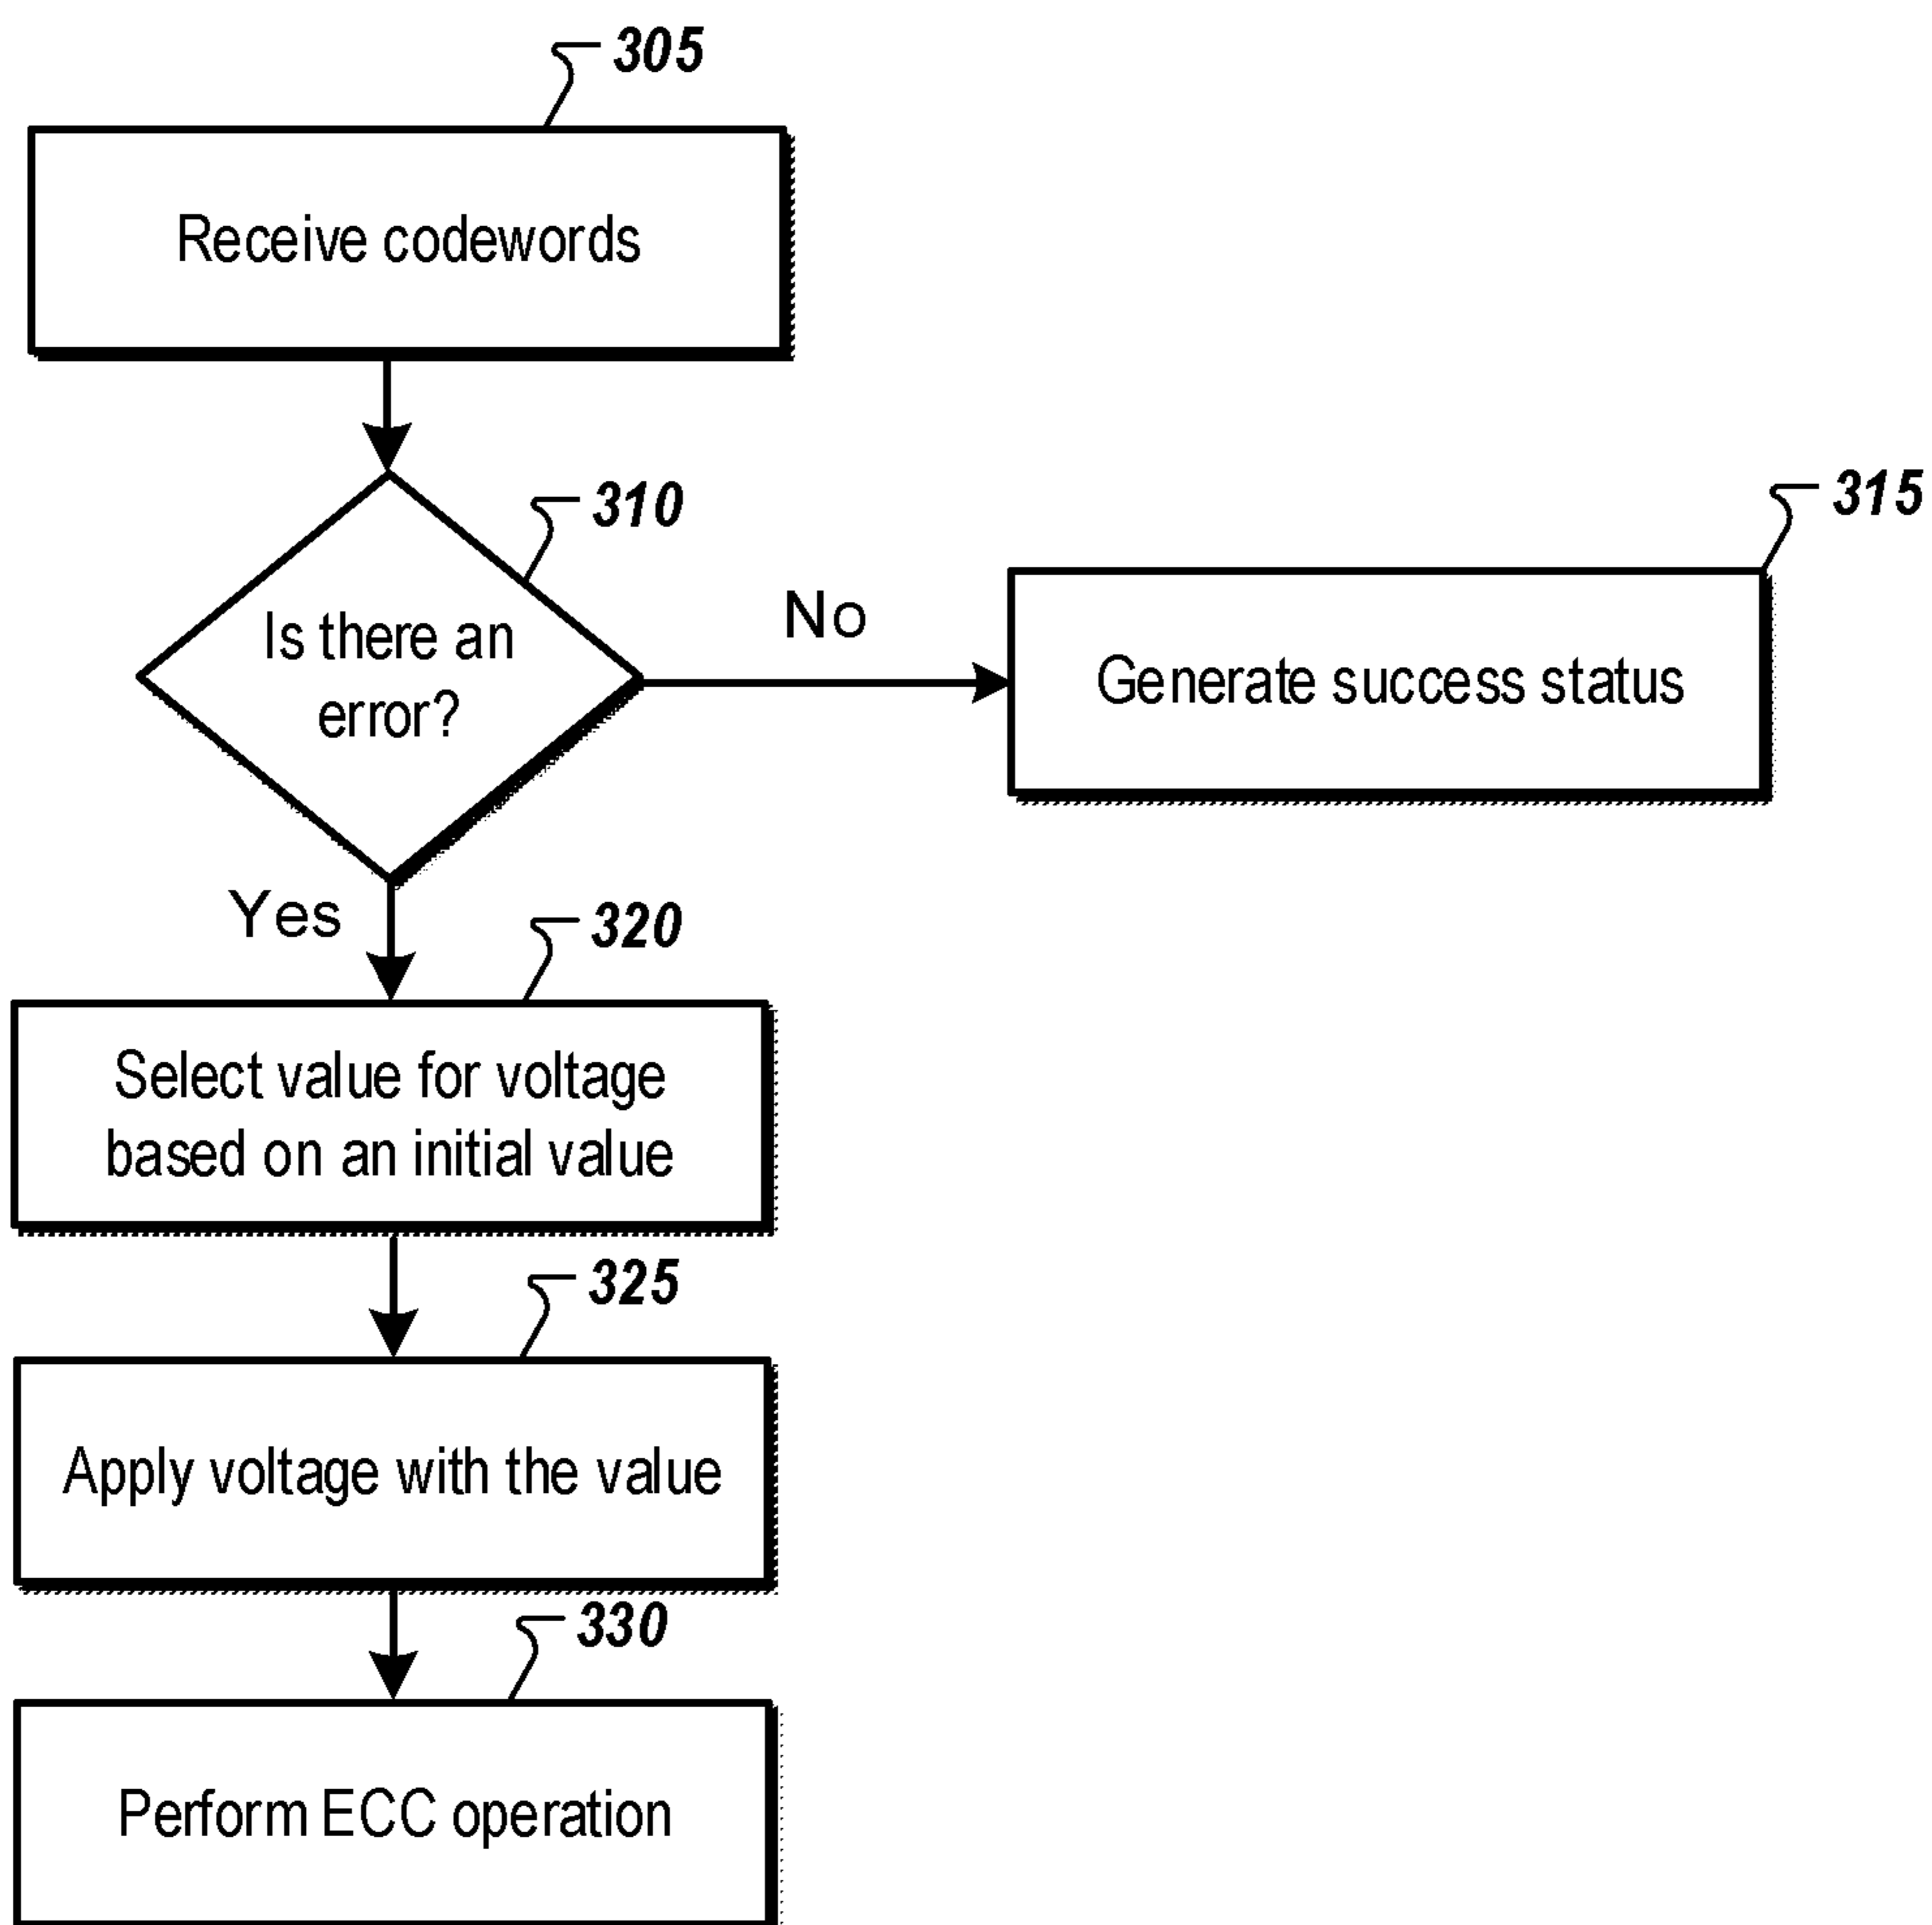 305
Receive codewords
310
Is there an
error?
No
315
Generate success status
Yes
320
Select value for voltage
based on an initial value
325
Apply voltage with the value
330
Perform ECC operation